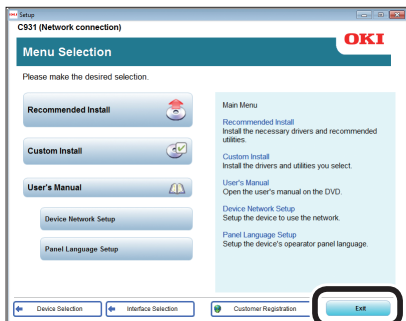 OKI Setup
C931 (Network connection)
OKI
Menu Selection
Please make the desired selection.
Recommended Install
Custom Install
User's Manual
Device Network Setup
Panel Language Setup
Main Menu
Recommended Install
Install the necessary drivers and recommended
utilities.
Custom Install
Install the drivers and utilities you select.
User's Manual
Open the user's manual on the DVD.
Device Network Setup
Setup the device to use the network.
Panel Language Setup
Setup the device's opearator panel language.
Device Selection
Interface Selection
Customer Registration
Exit